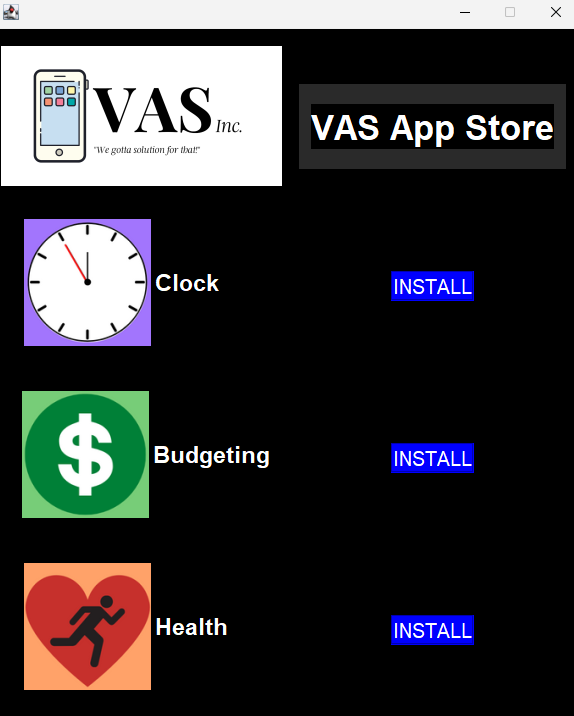 VAS Inc.
"We gotta solution for that!"
VAS App Store
Clock
INSTALL
Budgeting
INSTALL
Health
INSTALL